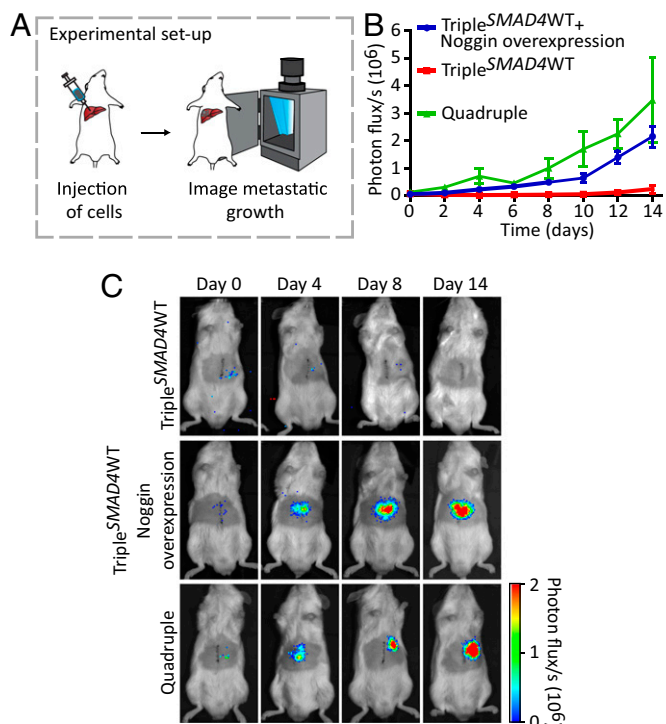 A
Experimental set-up
Injection
of cells
Image metastatic
growth
B
Photon flux/s (10⁶)
6
5
4
3
2
1
0
0 2 4 6 8 10 12 14
Time (days)
Triple^SMAD4WT+
Noggin overexpression
Triple^SMAD4WT
Quadruple
C
Day 0 Day 4 Day 8 Day 14
Triple^SMAD4WT
Triple^SMAD4WT
Noggin
overexpression
Quadruple
2
1
0
Photon flux/s (10⁶